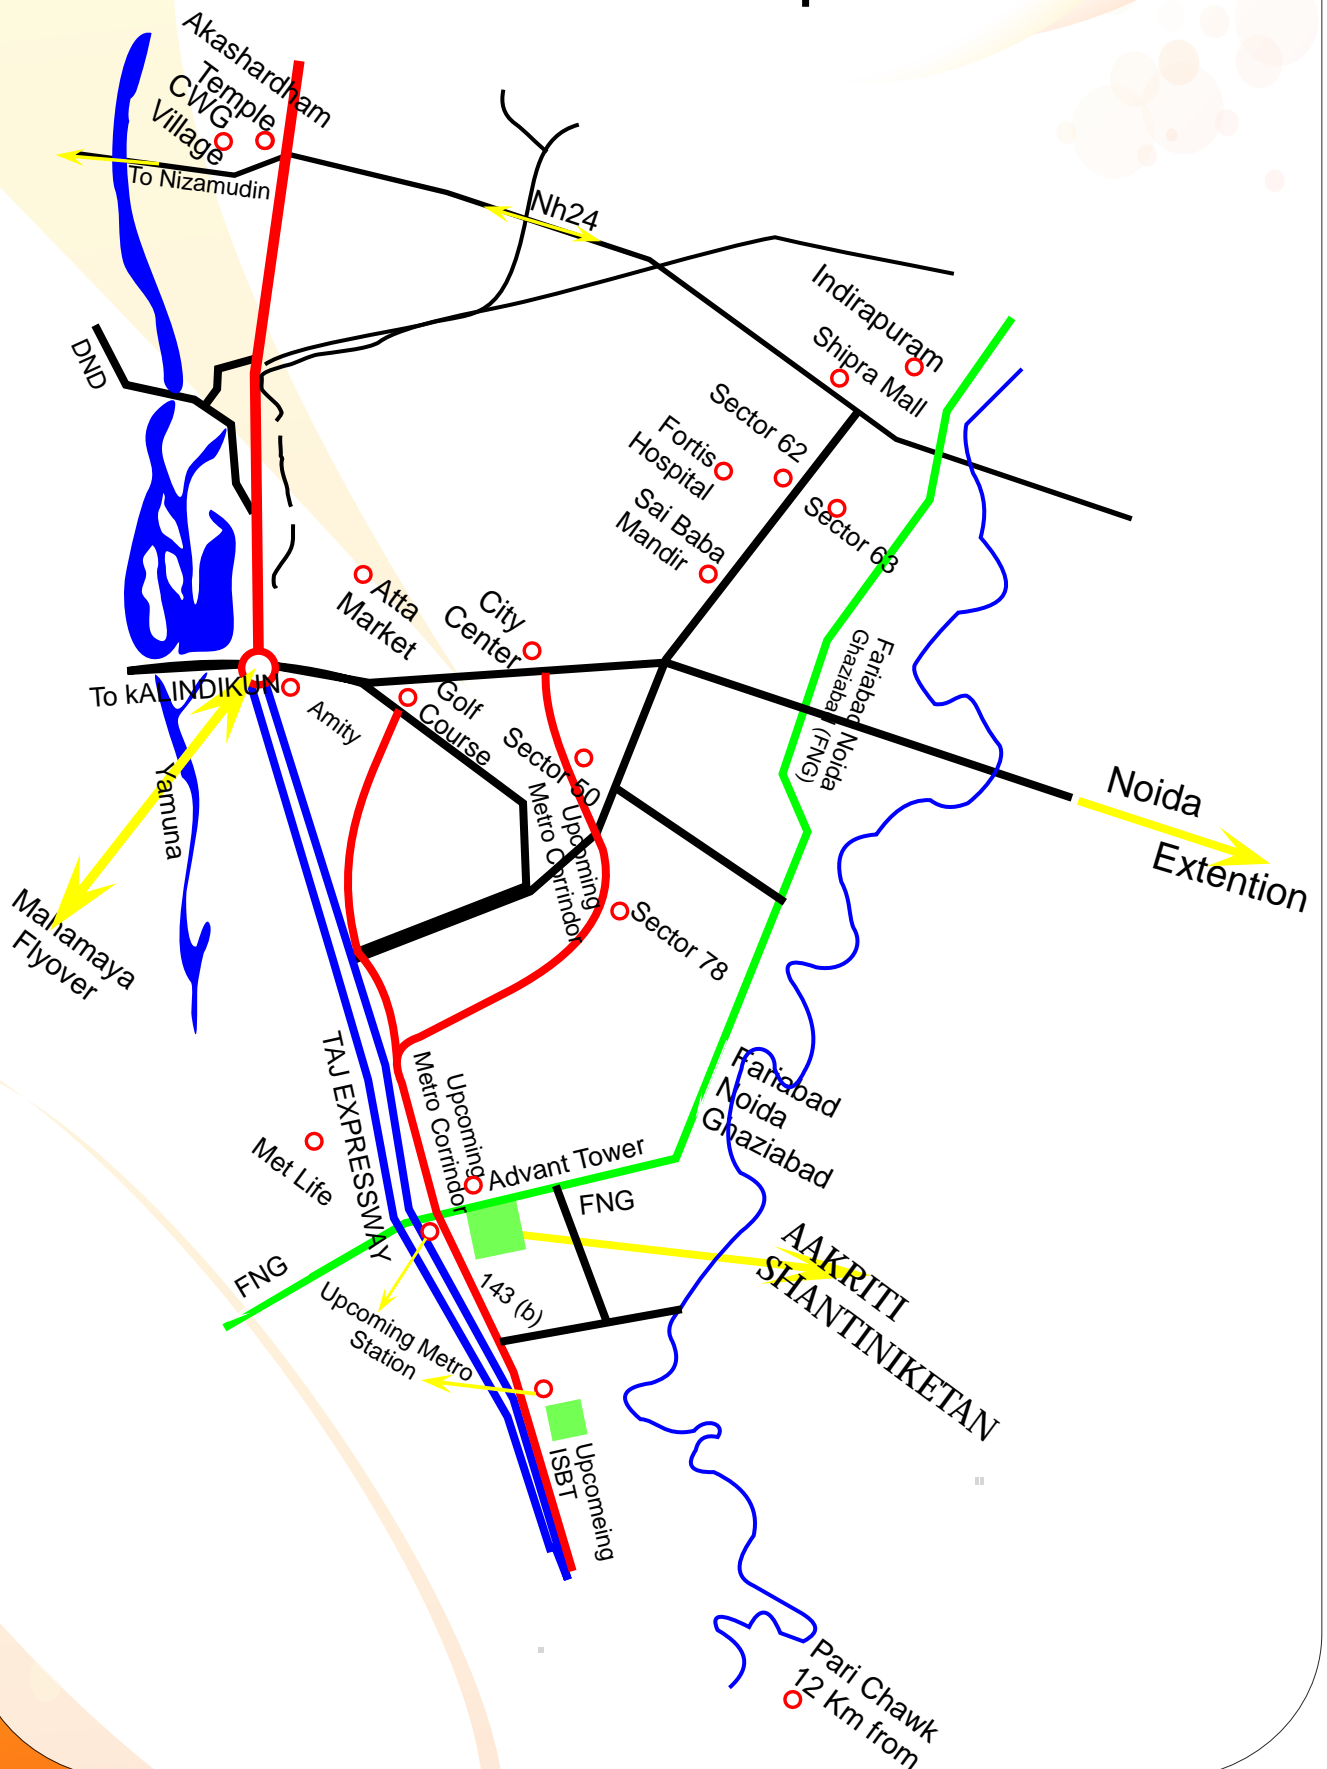 Akashardham
Temple
CWG
Village
To Nizamudin
Nh24
DND
Indirapuram
Shipra Mall
Sector 62
Fortis
Hospital
Sector 63
Sai Baba
Mandir
Atta
Market
City
Center
To kALINDIKUN
Amity
Golf
Course
Sector 50
Upcoming
Metro Corrindor
Fariabad Noida
Ghaziabad (FNG)
Noida
Extention
Yamuna
Mahamaya
Flyover
Sector 78
TAJ EXPRESSWAY
Upcoming
Metro Corrindor
Fariabad
Noida
Ghaziabad
Met Life
Advant Tower
FNG
FNG
AAKRITI
SHANTINIKETAN
143 (b)
Upcoming Metro
Station
Upcomeing
ISBT
Pari Chawk
12 Km from